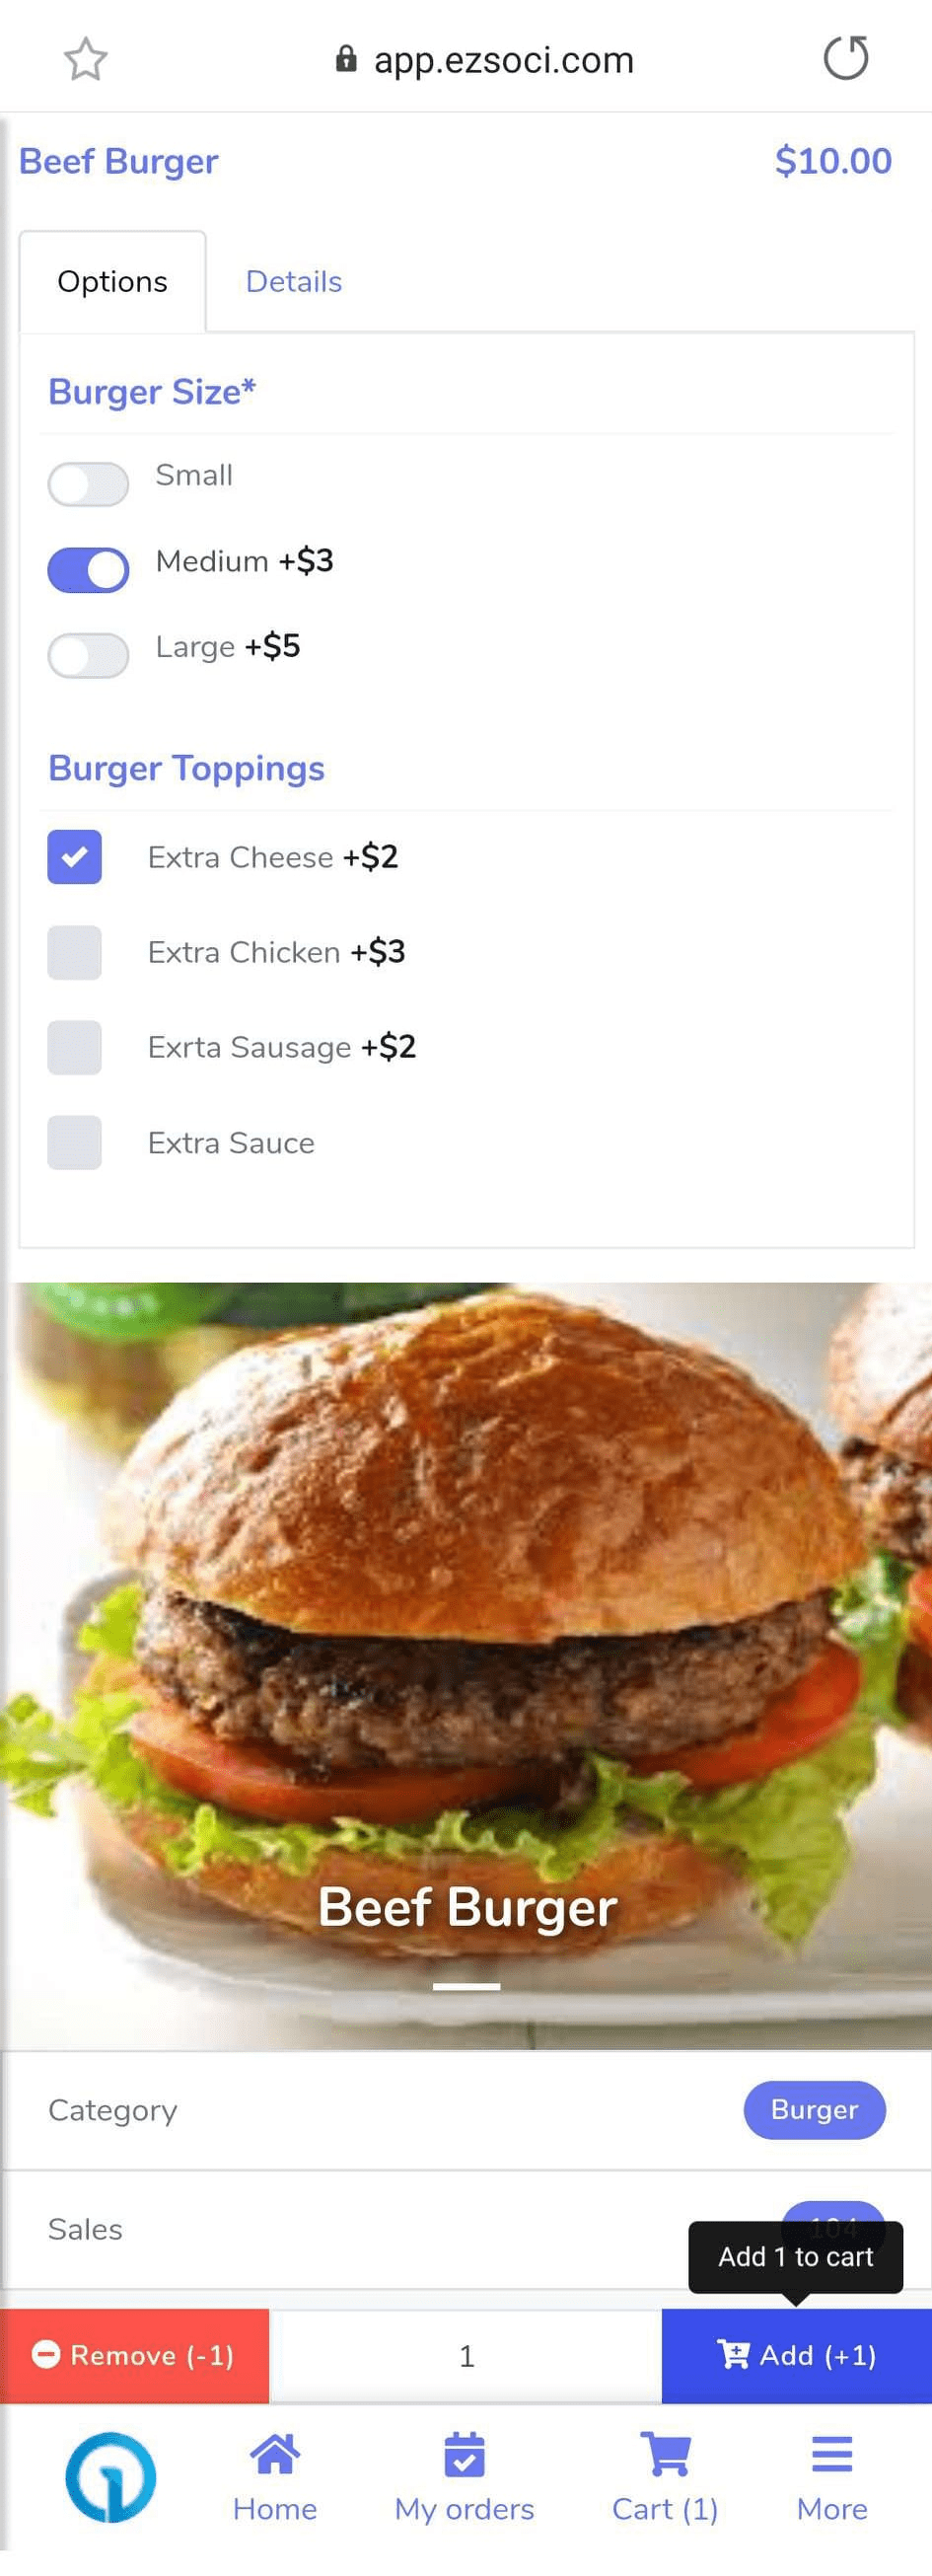 app.ezsoci.com
Beef Burger $10.00
Options Details
Burger Size*
Small
Medium +$3
Large +$5
Burger Toppings
Extra Cheese +$2
Extra Chicken +$3
Exrta Sausage +$2
Extra Sauce
Beef Burger
Category Burger
Sales 104
Add 1 to cart
Remove (-1) 1 Add (+1)
Home My orders Cart (1) More